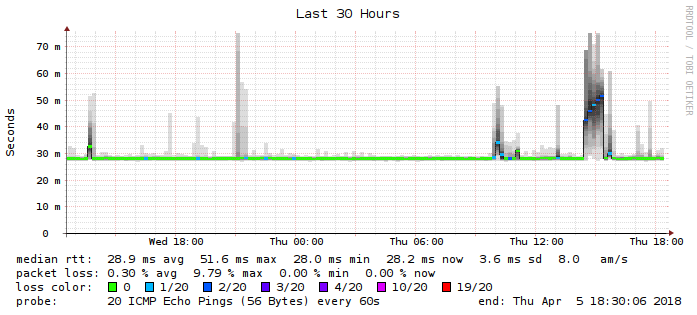 Last 30 Hours
RRDTOOL / TOBI OETIKER
Seconds
70 m
60 m
50 m
40 m
30 m
20 m
10 m
0
Wed 18:00 Thu 00:00 Thu 06:00 Thu 12:00 Thu 18:00
median rtt: 28.9 ms avg 51.6 ms max 28.0 ms min 28.2 ms now 3.6 ms sd 8.0 am/s
packet loss: 0.30 % avg 9.79 % max 0.00 % min 0.00 % now
loss color: 0 1/20 2/20 3/20 4/20 10/20 19/20
probe: 20 ICMP Echo Pings (56 Bytes) every 60s end: Thu Apr 5 18:30:06 2018